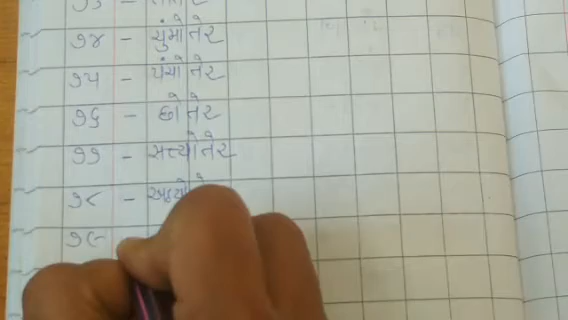 ૭૪ - ચુંમોતેર
૭૫ - પંચોતેર
૭૬ - છોતેર
૭૭ - સત્યોતેર
૭૮ -
૭૯